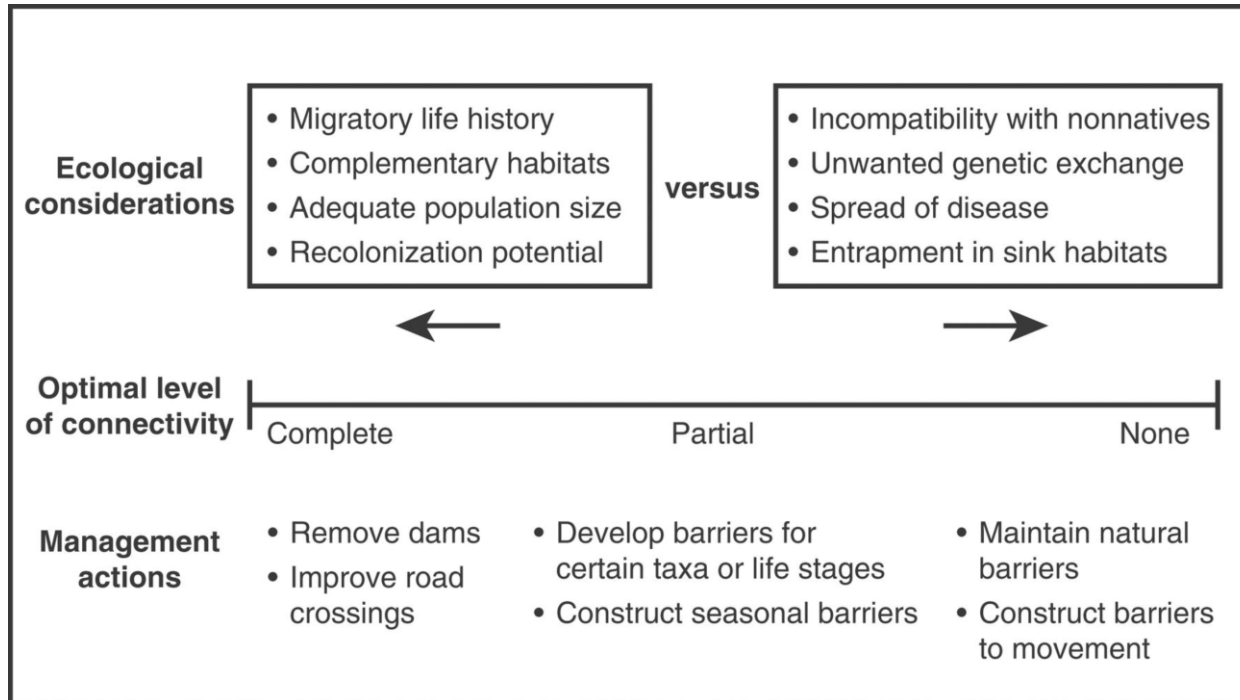 Ecological
considerations
• Migratory life history
• Complementary habitats
• Adequate population size
• Recolonization potential
versus
• Incompatibility with nonnatives
• Unwanted genetic exchange
• Spread of disease
• Entrapment in sink habitats
Optimal level
of connectivity
Complete
Partial
None
Management
actions
• Remove dams
• Improve road
crossings
• Develop barriers for
certain taxa or life stages
• Construct seasonal barriers
• Maintain natural
barriers
• Construct barriers
to movement